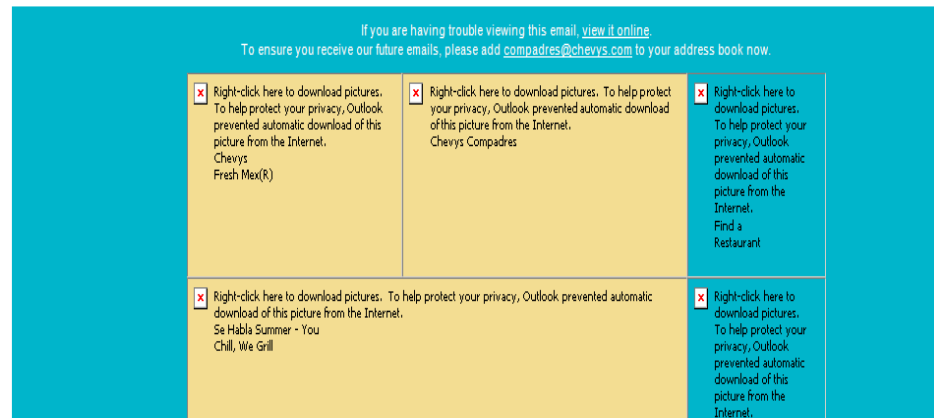 If you are having trouble viewing this email, view it online.
To ensure you receive our future emails, please add compadres@chevys.com to your address book now.
Right-click here to download pictures.
To help protect your privacy, Outlook
prevented automatic download of this
picture from the Internet.
Chevys
Fresh Mex(R)
Right-click here to download pictures. To help protect
your privacy, Outlook prevented automatic download
of this picture from the Internet.
Chevys Compadres
Right-click here to
download pictures.
To help protect your
privacy, Outlook
prevented automatic
download of this
picture from the
Internet.
Find a
Restaurant
Right-click here to download pictures. To help protect your privacy, Outlook prevented automatic
download of this picture from the Internet.
Se Habla Summer - You
Chill, We Grill
Right-click here to
download pictures.
To help protect your
privacy, Outlook
prevented automatic
download of this
picture from the
Internet.